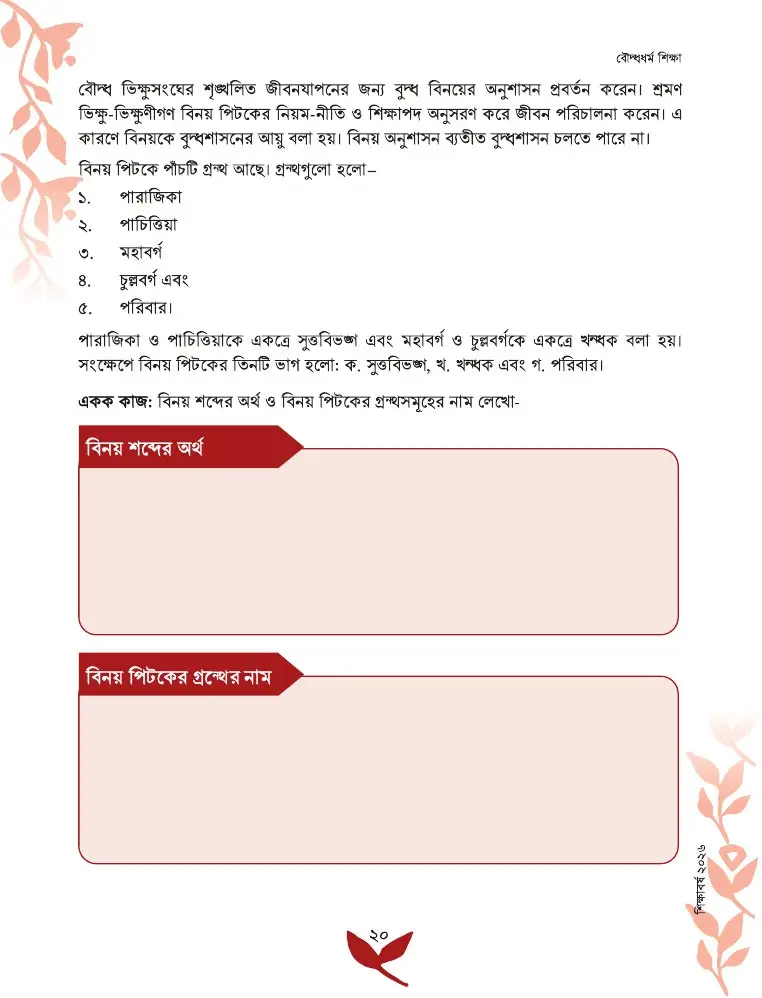 বৌদ্ধধর্ম শিক্ষা
বৌদ্ধ ভিক্ষুসংঘের শৃঙ্খলিত জীবনযাপনের জন্য বুদ্ধ বিনয়ের অনুশাসন প্রবর্তন করেন। শ্রমণ
ভিক্ষু-ভিক্ষুণীগণ বিনয় পিটকের নিয়ম-নীতি ও শিক্ষাপদ অনুসরণ করে জীবন পরিচালনা করেন। এ
কারণে বিনয়কে বুদ্ধশাসনের আয়ু বলা হয়। বিনয় অনুশাসন ব্যতীত বুদ্ধশাসন চলতে পারে না।
বিনয় পিটকে পাঁচটি গ্রন্থ আছে। গ্রন্থগুলো হলো–
১. পারাজিকা
২. পাচিত্তিয়া
৩. মহাবর্গ
৪. চুল্লবর্গ এবং
৫. পরিবার।
পারাজিকা ও পাচিত্তিয়াকে একত্রে সুত্তবিভঙ্গ এবং মহাবর্গ ও চুল্লবর্গকে একত্রে খন্ধক বলা হয়।
সংক্ষেপে বিনয় পিটকের তিনটি ভাগ হলো: ক. সুত্তবিভঙ্গ, খ. খন্ধক এবং গ. পরিবার।
একক কাজ: বিনয় শব্দের অর্থ ও বিনয় পিটকের গ্রন্থসমূহের নাম লেখো-
বিনয় শব্দের অর্থ
বিনয় পিটকের গ্রন্থের নাম
শিক্ষাবর্ষ ২০২৬
২০